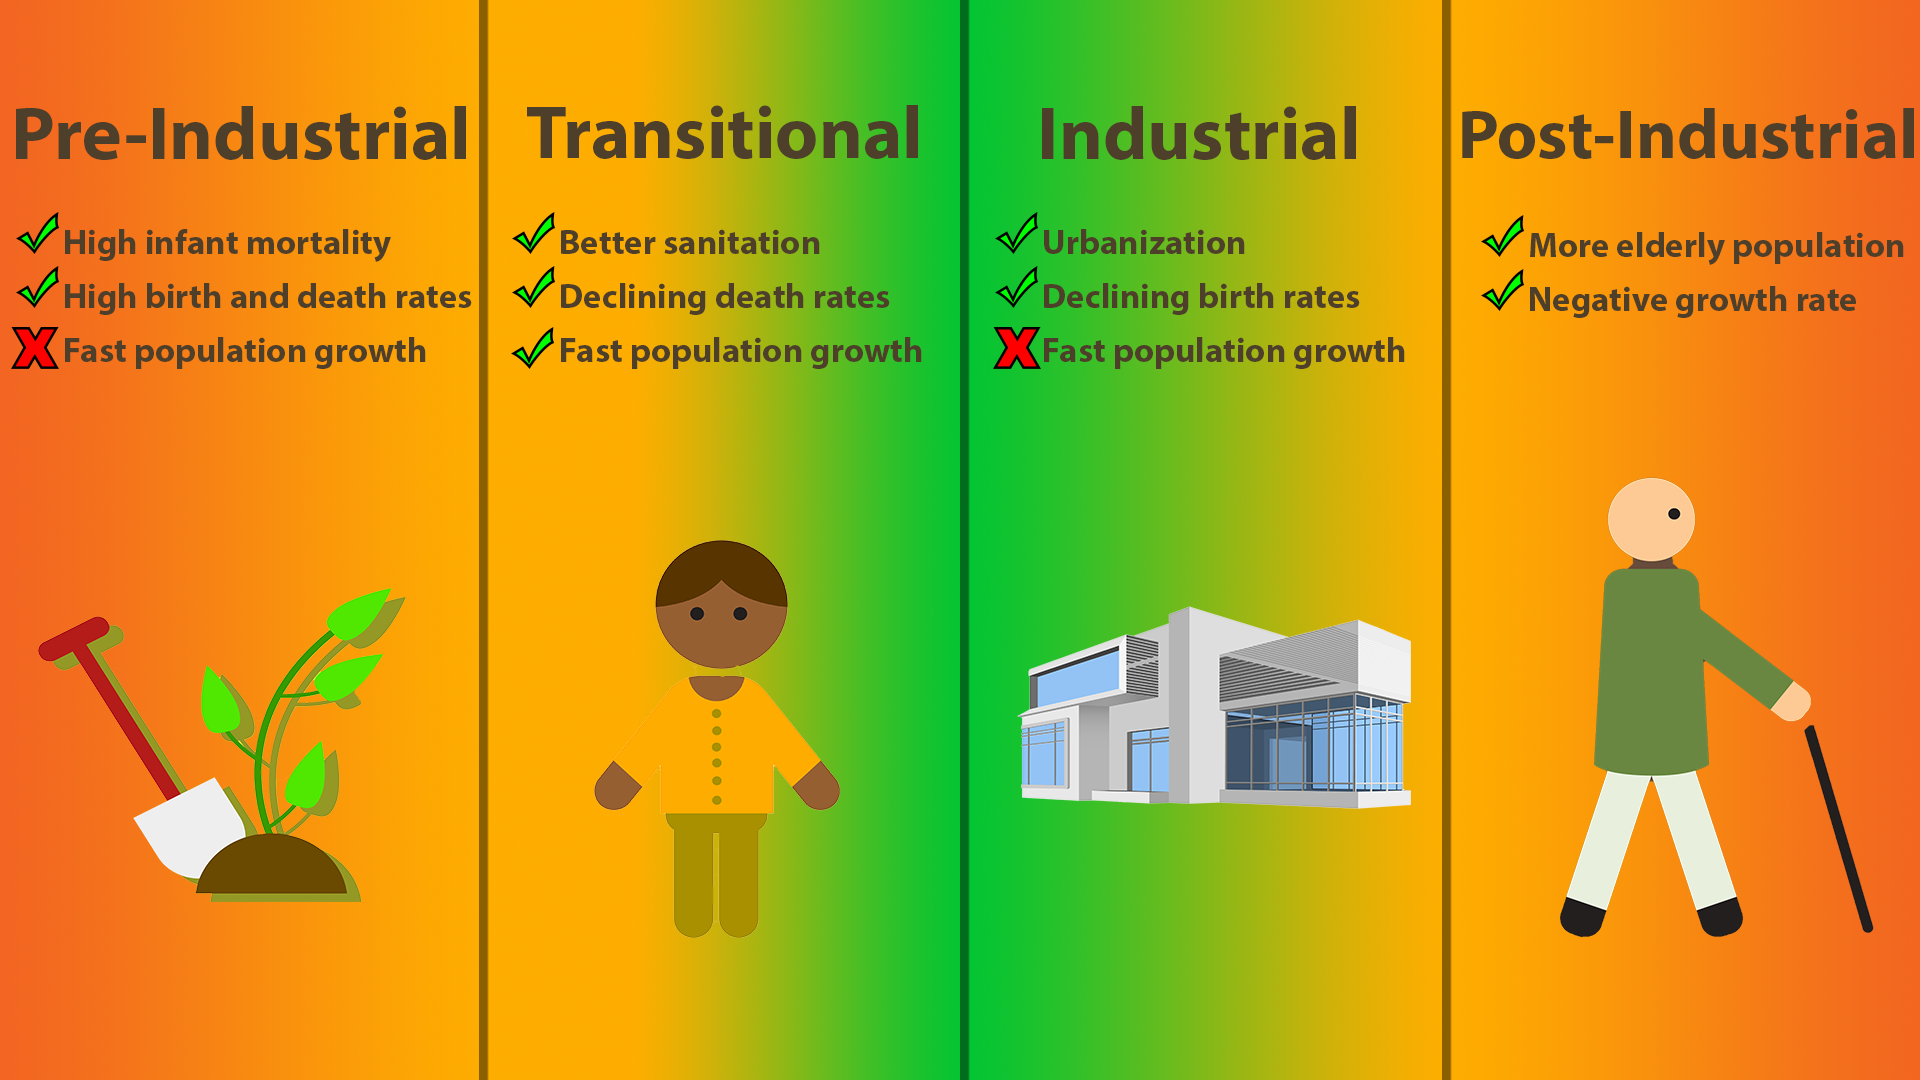 Pre-Industrial
High infant mortality
High birth and death rates
Fast population growth
Transitional
Better sanitation
Declining death rates
Fast population growth
Industrial
Urbanization
Declining birth rates
Fast population growth
Post-Industrial
More elderly population
Negative growth rate